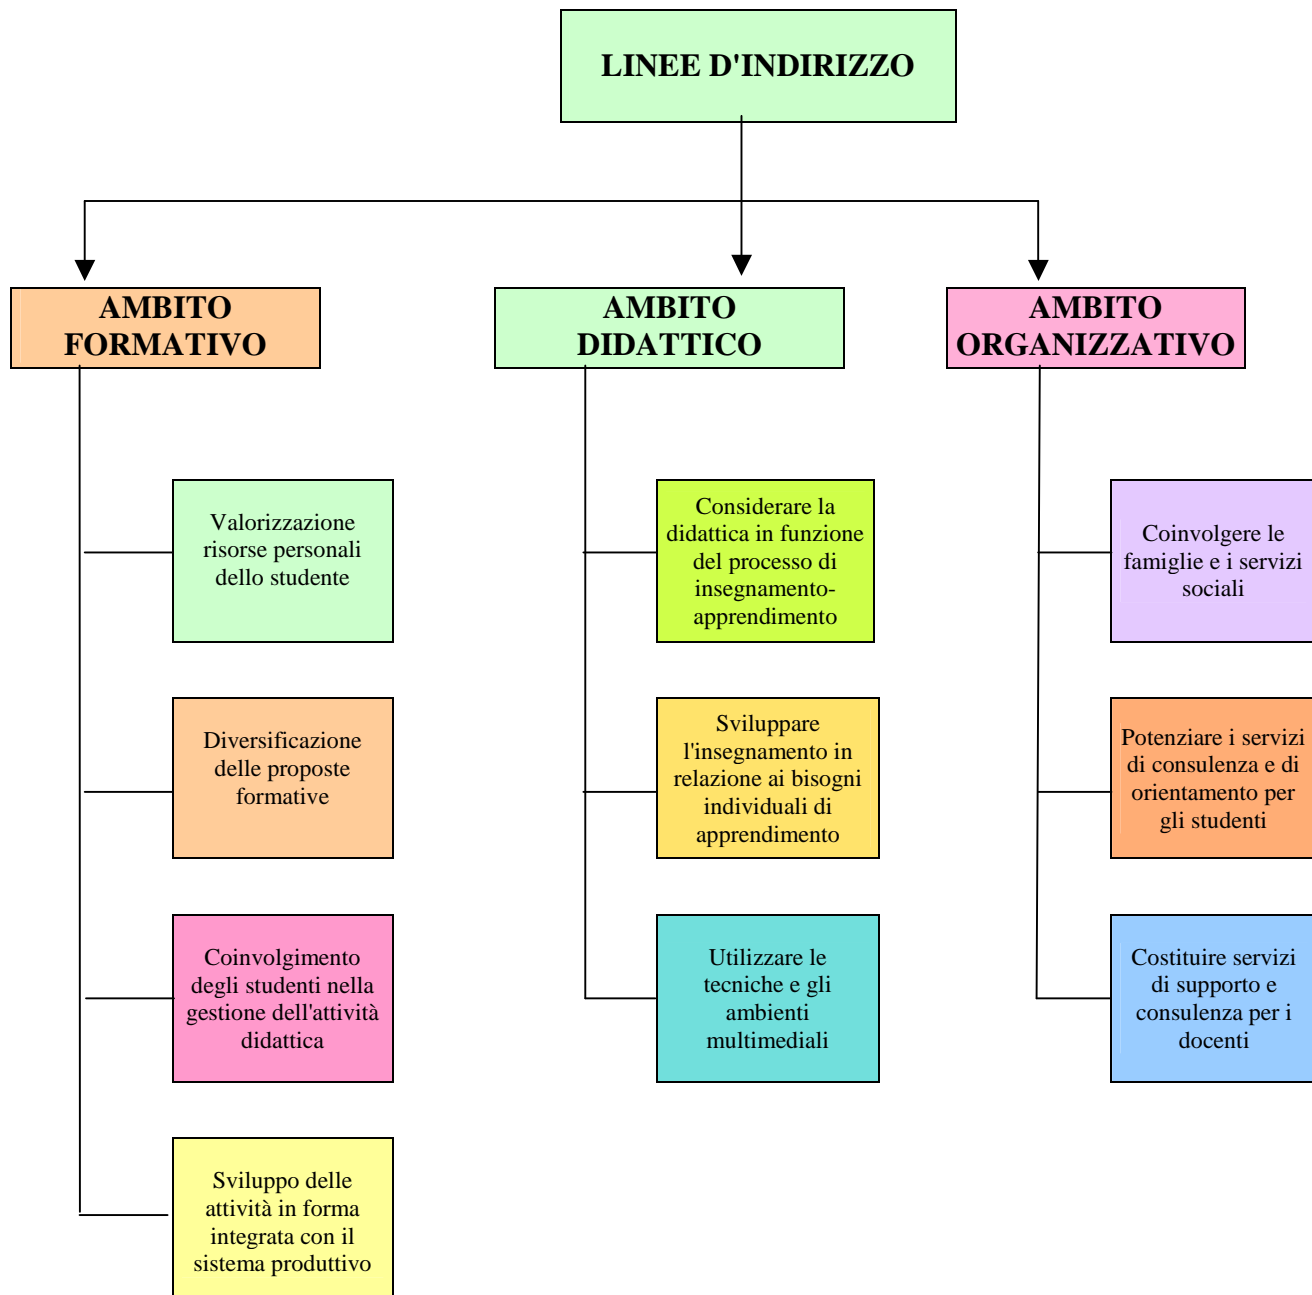 LINEE D'INDIRIZZO
AMBITO
FORMATIVO
AMBITO
DIDATTICO
AMBITO
ORGANIZZATIVO
Valorizzazione
risorse personali
dello studente
Considerare la
didattica in funzione
del processo di
insegnamento-
apprendimento
Coinvolgere le
famiglie e i servizi
sociali
Diversificazione
delle proposte
formative
Sviluppare
l'insegnamento in
relazione ai bisogni
individuali di
apprendimento
Potenziare i servizi
di consulenza e di
orientamento per
gli studenti
Coinvolgimento
degli studenti nella
gestione dell'attività
didattica
Utilizzare le
tecniche e gli
ambienti
multimediali
Costituire servizi
di supporto e
consulenza per i
docenti
Sviluppo delle
attività in forma
integrata con il
sistema produttivo